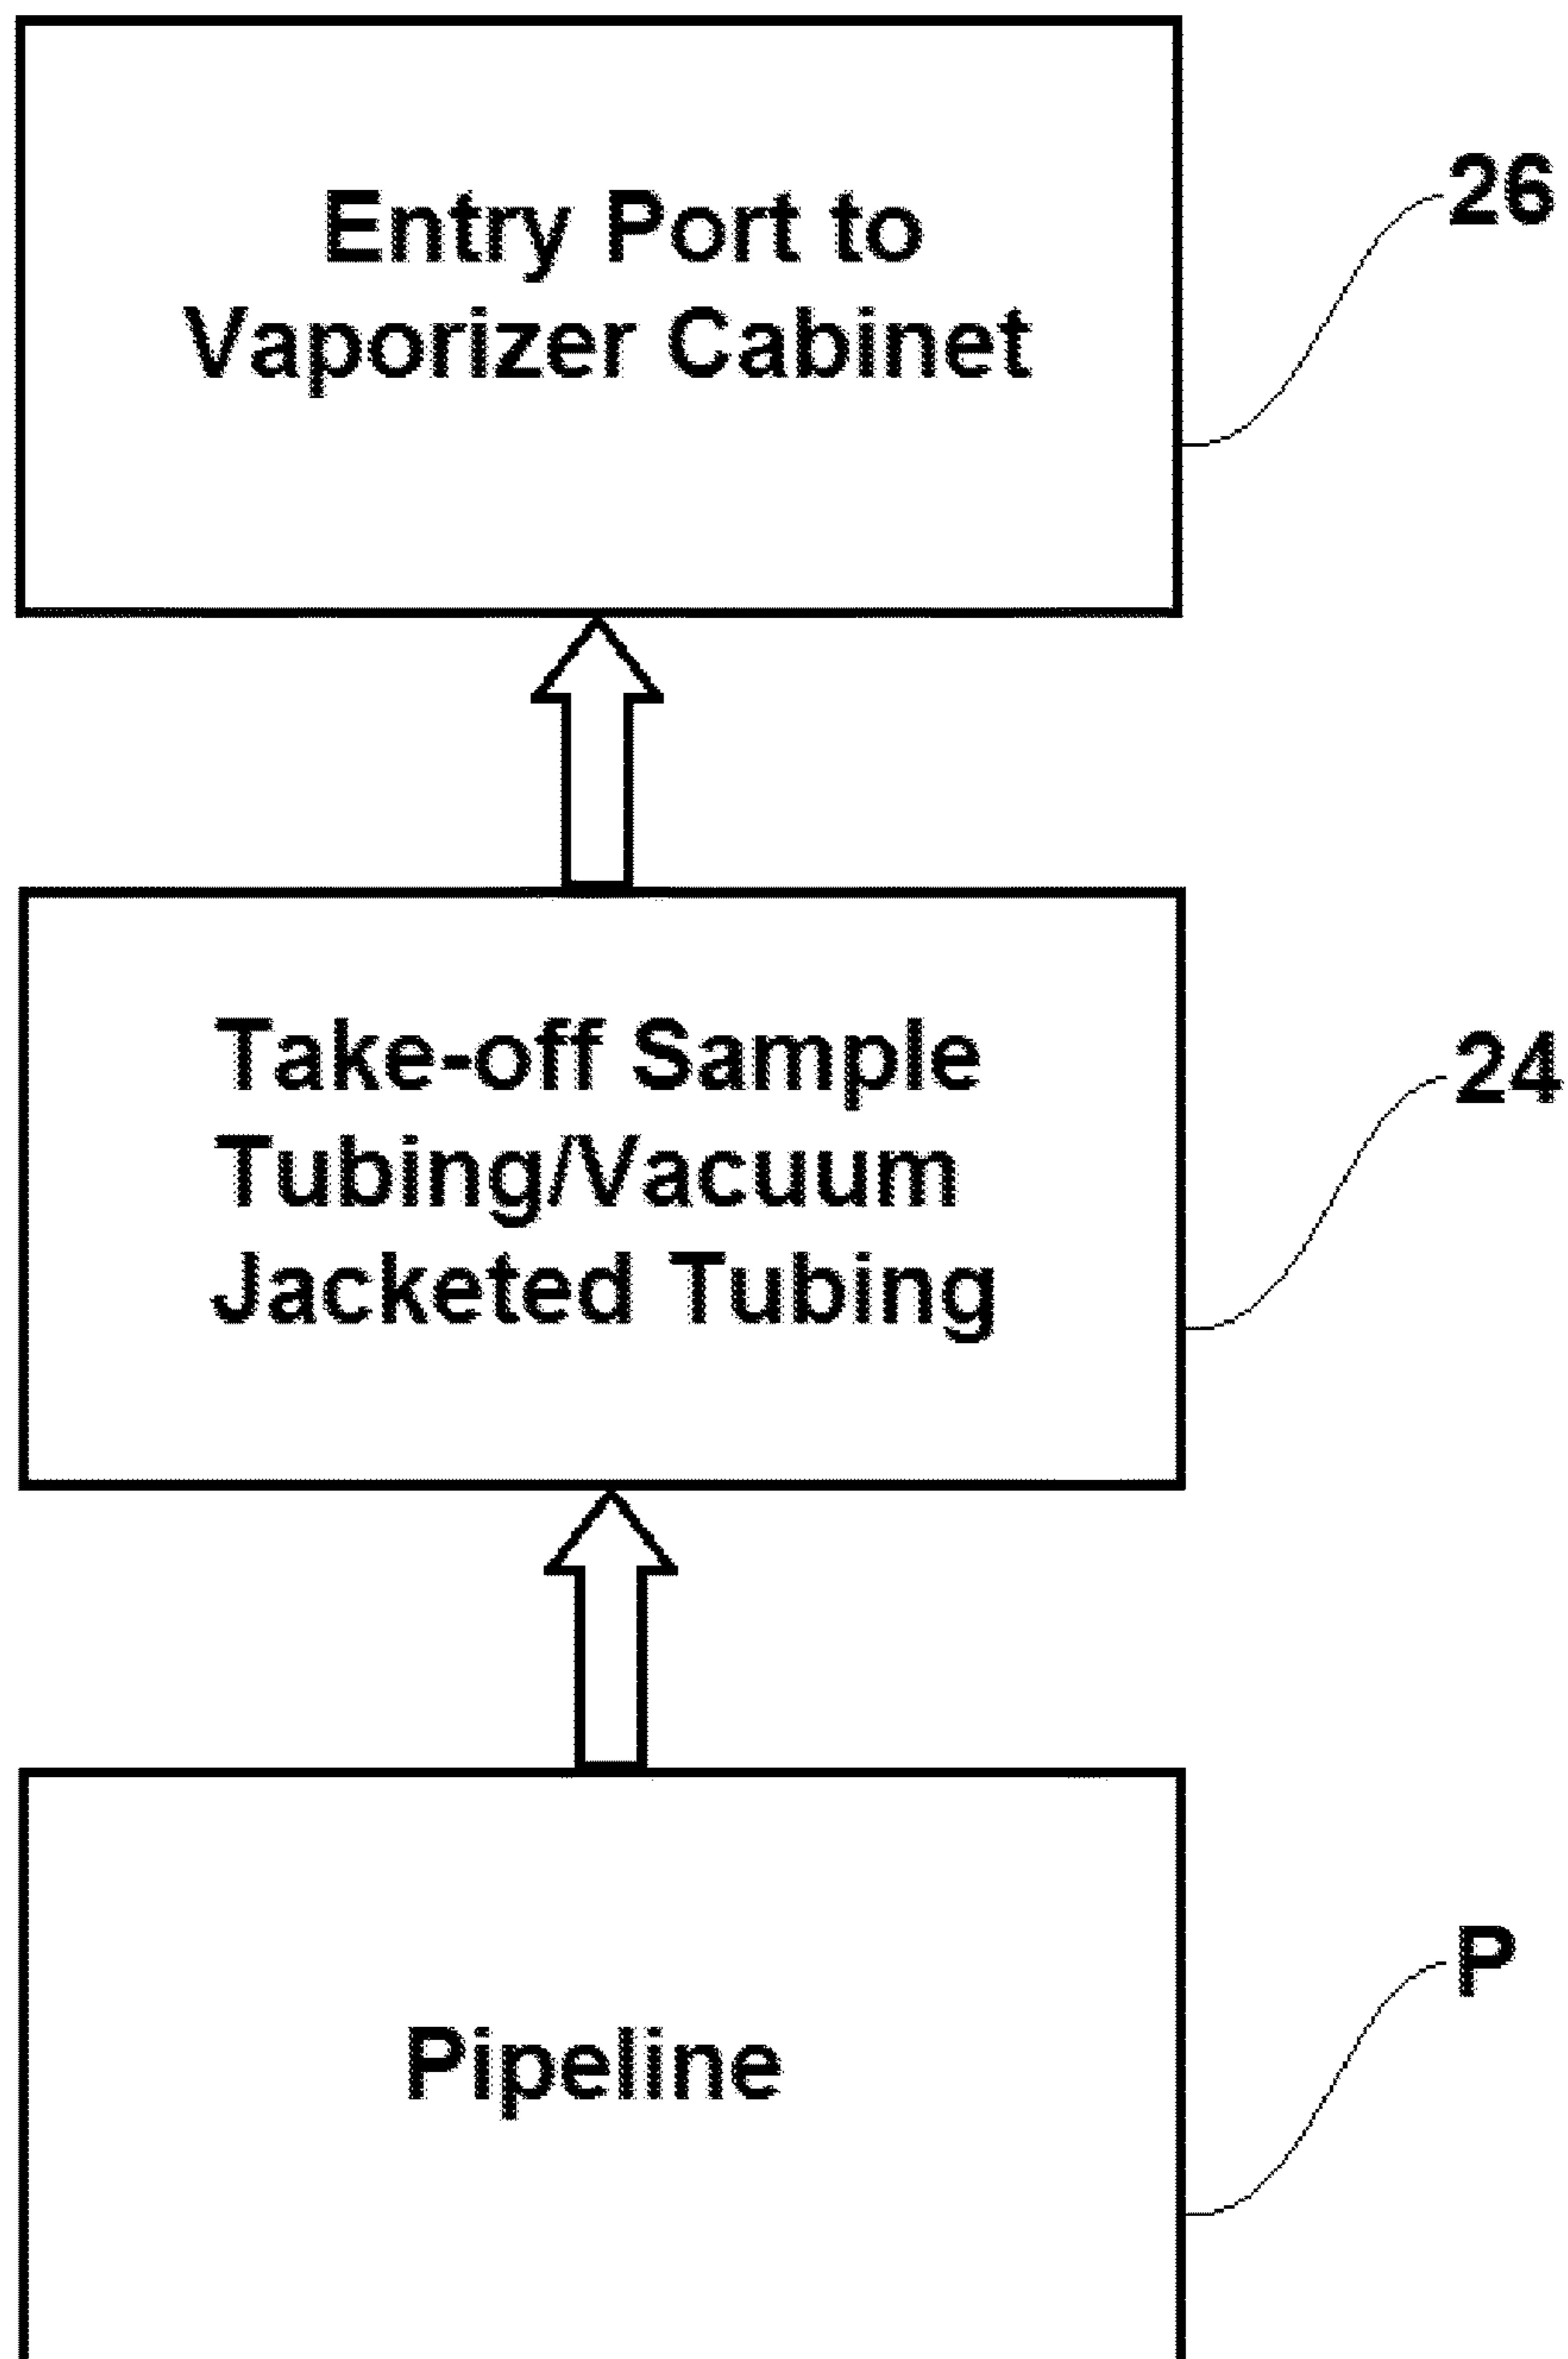 Entry Port to
Vaporizer Cabinet
26
Take-off Sample
Tubing/Vacuum
Jacketed Tubing
24
Pipeline
P